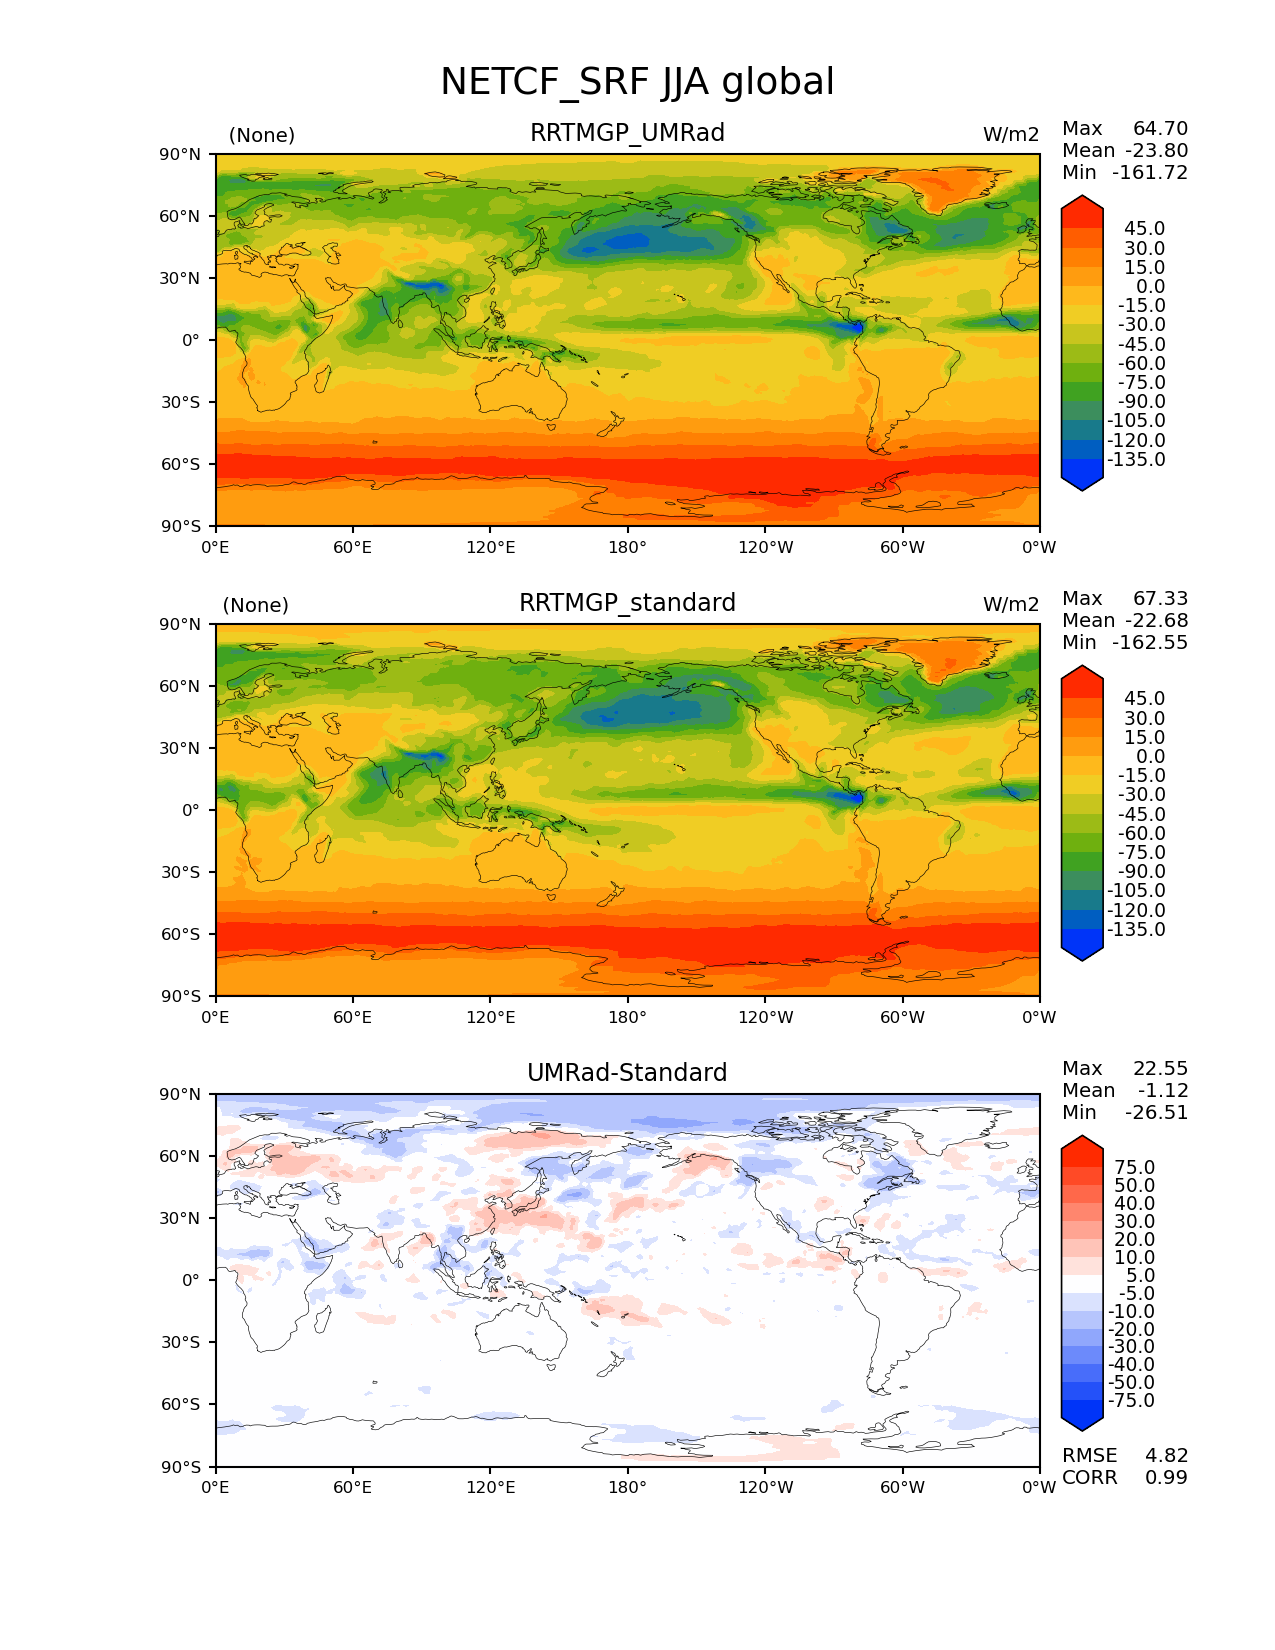 NETCF_SRF JJA global
(None) RRTMGP_UMRad W/m2
Max 64.70
Mean -23.80
Min -161.72
90°N
60°N
30°N
0°
30°S
60°S
90°S
0°E 60°E 120°E 180° 120°W 60°W 0°W
45.0
30.0
15.0
0.0
-15.0
-30.0
-45.0
-60.0
-75.0
-90.0
-105.0
-120.0
-135.0
(None) RRTMGP_standard W/m2
Max 67.33
Mean -22.68
Min -162.55
90°N
60°N
30°N
0°
30°S
60°S
90°S
0°E 60°E 120°E 180° 120°W 60°W 0°W
45.0
30.0
15.0
0.0
-15.0
-30.0
-45.0
-60.0
-75.0
-90.0
-105.0
-120.0
-135.0
UMRad-Standard
Max 22.55
Mean -1.12
Min -26.51
90°N
60°N
30°N
0°
30°S
60°S
90°S
0°E 60°E 120°E 180° 120°W 60°W 0°W
75.0
50.0
40.0
30.0
20.0
10.0
5.0
-5.0
-10.0
-20.0
-30.0
-40.0
-50.0
-75.0
RMSE 4.82
CORR 0.99